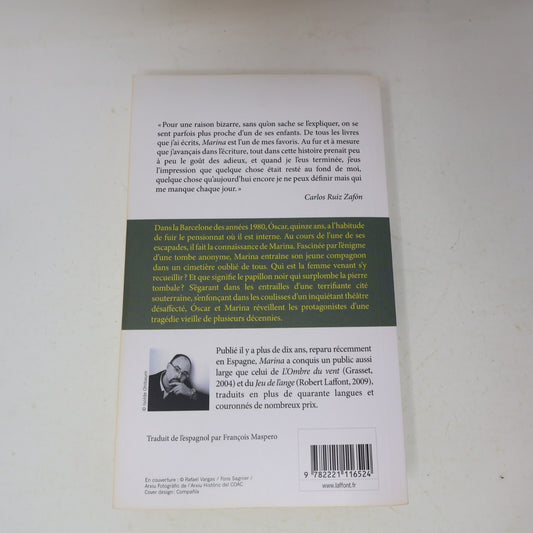 « Pour une raison bizarre, sans qu'on sache se l'expliquer, on se
sent parfois plus proche d'un de ses enfants. De tous les livres
que j'ai écrits, Marina est l'un de mes favoris. Au fur et à mesure
que j'avançais dans l'écriture, tout dans cette histoire prenait peu
à peu le goût des adieux, et quand je l'eus terminée, j'eus
l'impression que quelque chose était resté au fond de moi,
quelque chose qu'aujourd'hui encore je ne peux définir mais qui
me manque chaque jour. »
Carlos Ruiz Zafón
Dans la Barcelone des années 1980, Óscar, quinze ans, a l'habitude
de fuir le pensionnat où il est interne. Au cours de l'une de ses
escapades, il fait la connaissance de Marina. Fascinée par l'énigme
d'une tombe anonyme, Marina entraîne son jeune compagnon
dans un cimetière oublié de tous. Qui est la femme venant s'y
recueillir ? Et que signifie le papillon noir qui surplombe la pierre
tombale ? S'égarant dans les entrailles d'une terrifiante cité
souterraine, s'enfonçant dans les coulisses d'un inquiétant théâtre
désaffecté, Óscar et Marina réveillent les protagonistes d'une
tragédie vieille de plusieurs décennies.
Publié il y a plus de dix ans, reparu récemment
en Espagne, Marina a conquis un public aussi
large que celui de L'Ombre du vent (Grasset,
2004) et du Jeu de l'ange (Robert Laffont, 2009),
traduits en plus de quarante langues et
couronnés de nombreux prix.
© Isolde Ohlbaum
Traduit de l'espagnol par François Maspero
En couverture : © Rafael Vargas / Fons Sagnier /
Arxiu Fotogràfic de l'Arxiu Històric del COAC
Cover design : Compañía
9 782221 116524
www.laffont.fr